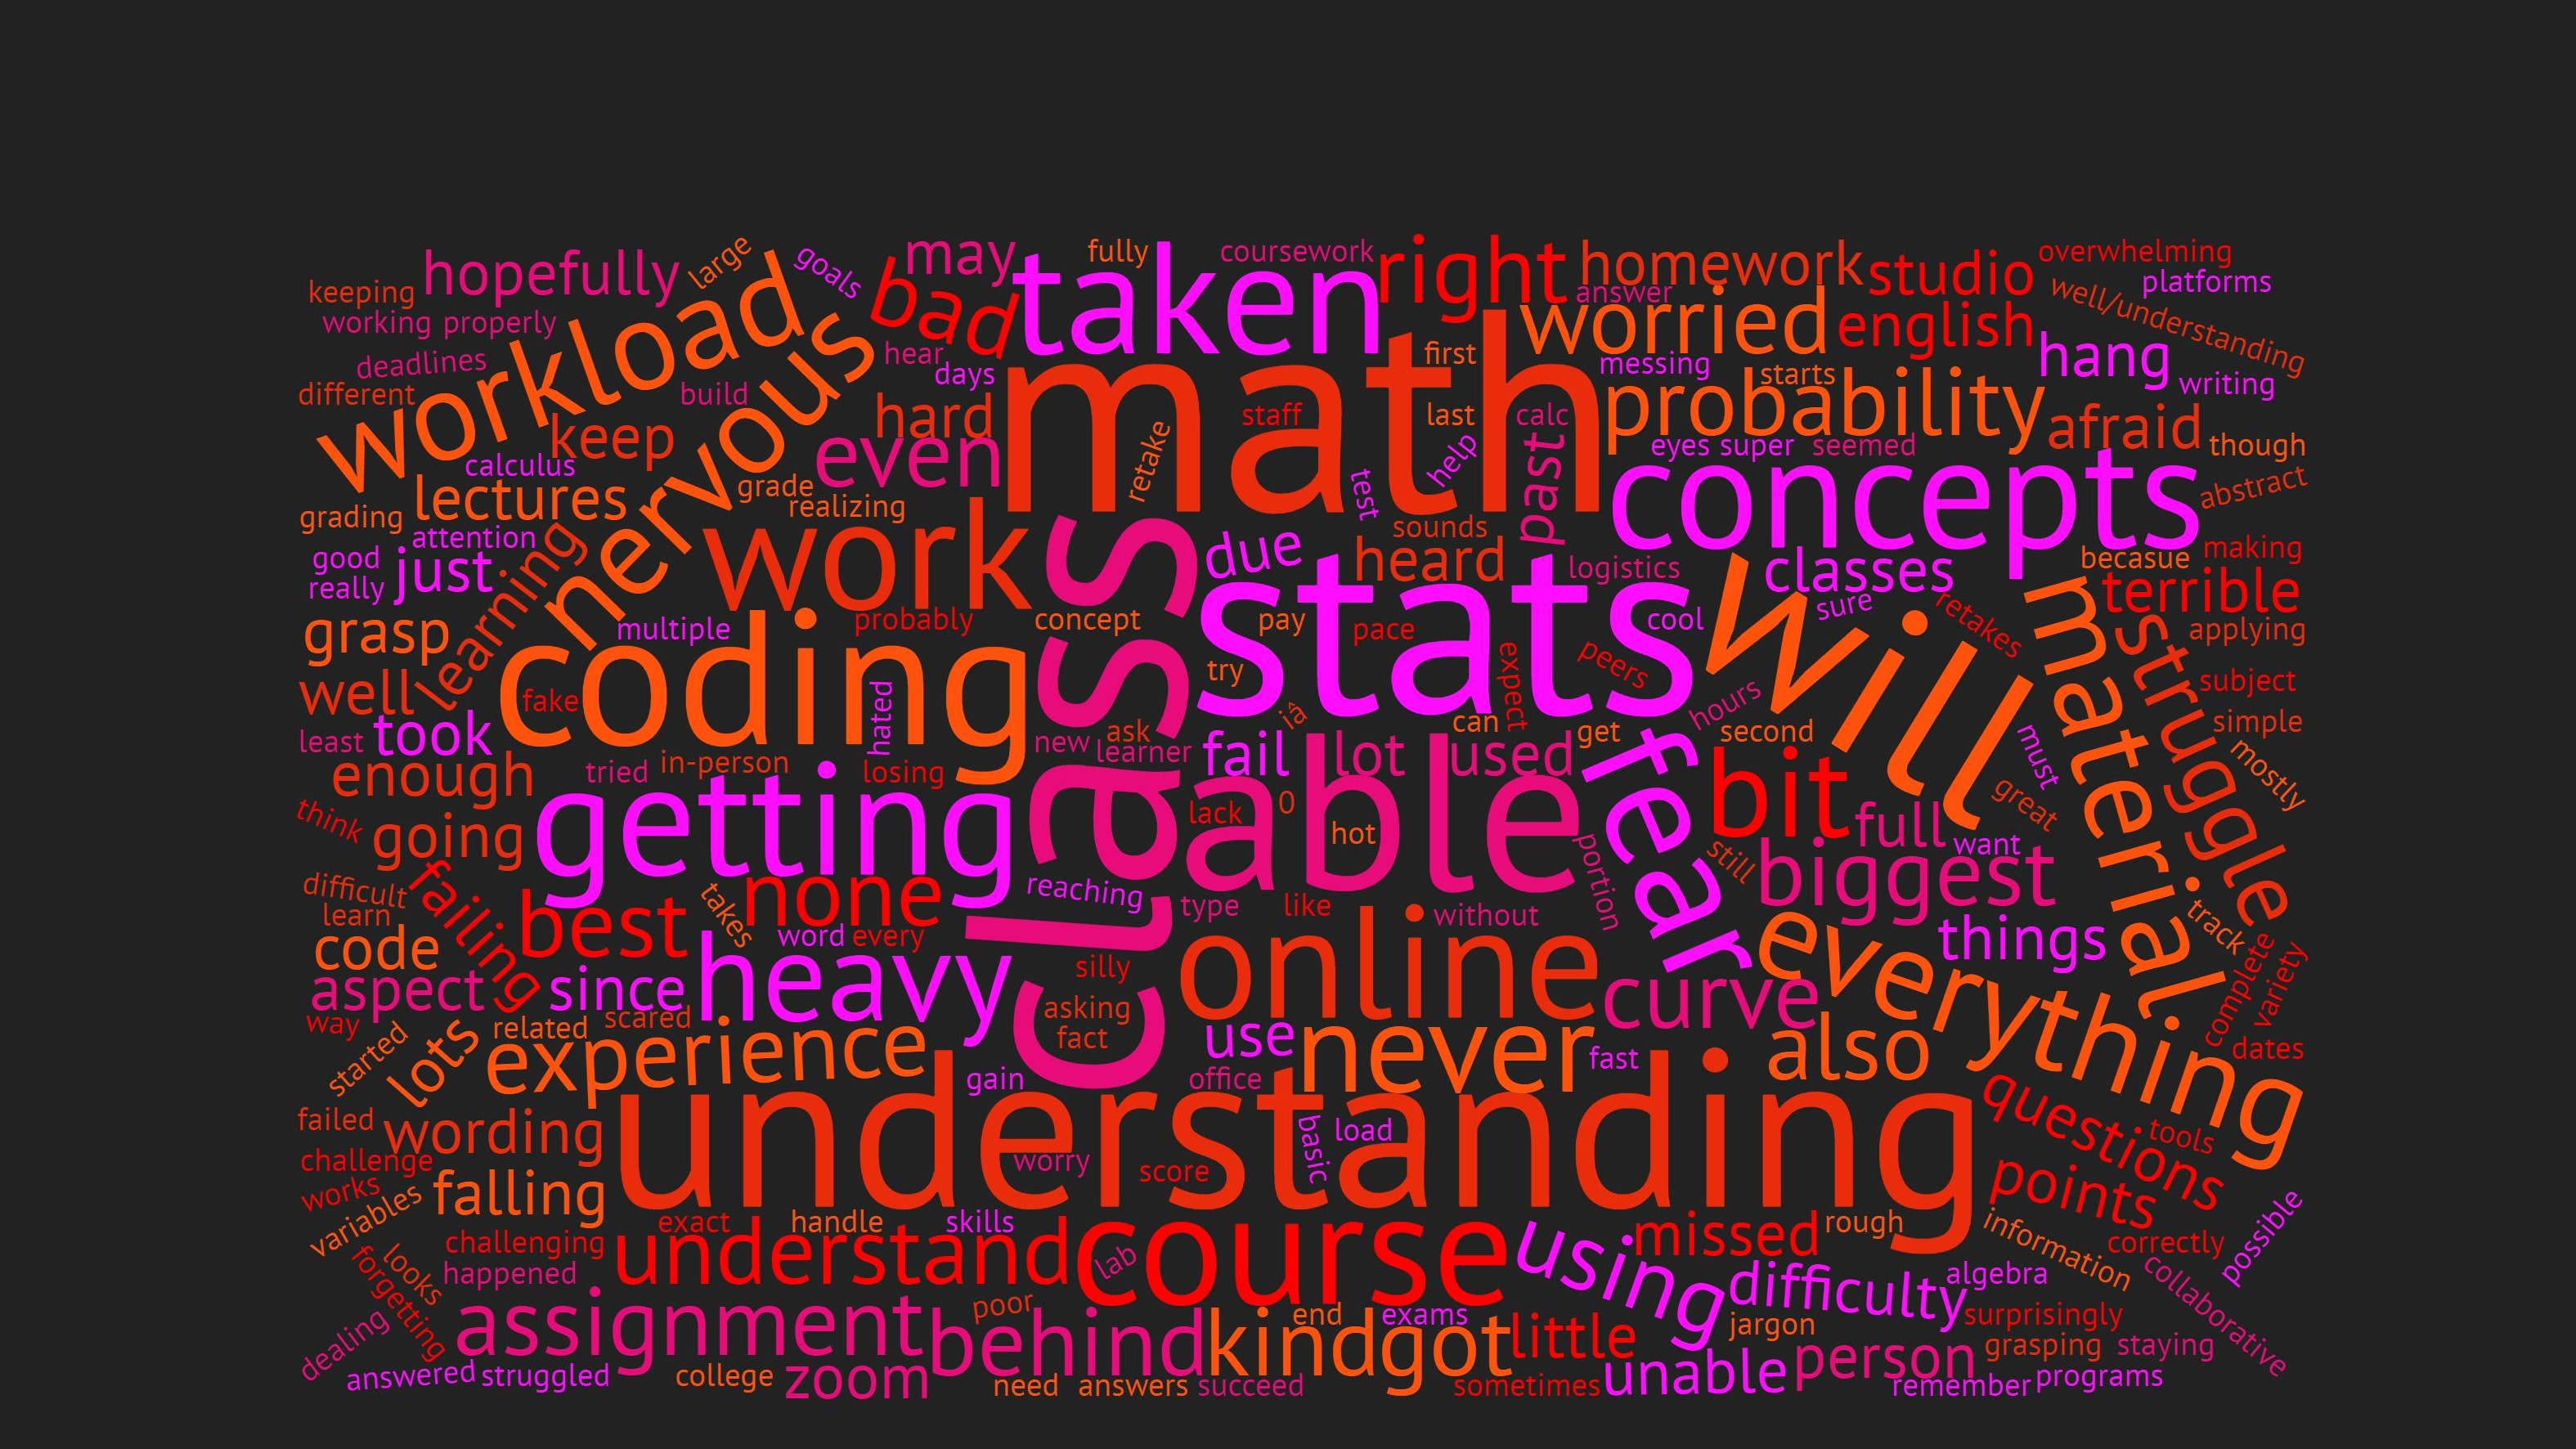 overwhelming
large
goals
hopefully
may
fully
coursework
right
homework
studio
platforms
keeping
workload
bad
taken
answer
well/understanding
working
properly
nervous
worried
english
deadlines
hear
first
messing
hang
days
math
starts
writing
different
build
keep
hard
staff
last
calc
probability
afraid
retake
help
eyes
super
seemed
though
even
past
calculus
concepts
lectures
grade
test
abstract
realizing
grading
work
sounds
attention
due
heard
classes
becasue
making
good
just
learning
logistics
will
really
material
terrible
sure
retakes
grasp
coding
multiple
probably
concept
class
stats
pay
pace
cool
struggle
applying
well
try
expect
peers
subject
fake
hated
hours
least
took
new
ask
iâ
can
get
second
simple
learner
fail
lot
used
fear
must
mostly
enough
tried
in-person
losing
bit
think
going
getting
lack
0
able
hot
full
great
want
portion
still
biggest
difficult
failing
takes
none
reaching
learn
type
like
without
best
word
every
everything
track
code
heavy
silly
online
things
complete
variety
aspect
since
asking
curve
way
started
lots
related
scared
fact
use
never
also
dates
experience
fast
gain
office
questions
failed
wording
understanding
basic
load
tools
challenge
worry
score
points
works
falling
variables
exact
handle
skills
missed
rough
information
possible
looks
forgetting
challenging
understand
course
lab
using
correctly
happened
difficulty
algebra
collaborative
dealing
assignment
poor
behind
end
exams
kindgot
little
jargon
surprisingly
grasping
staying
answered
struggled
college
zoom
need
answers
succeed
sometimes
unable
person
remember
programs